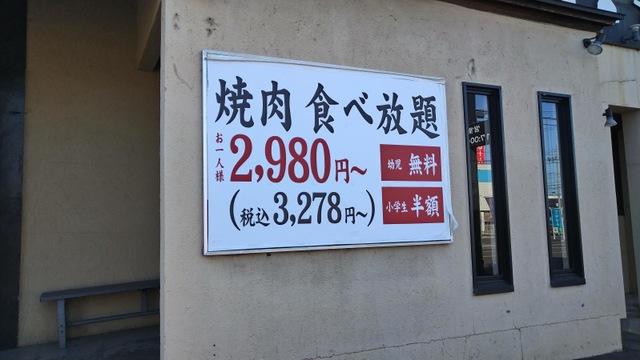 焼肉 食べ放題
お一人様 2,980円～
(税込3,278円～)
幼児 無料
小学生 半額